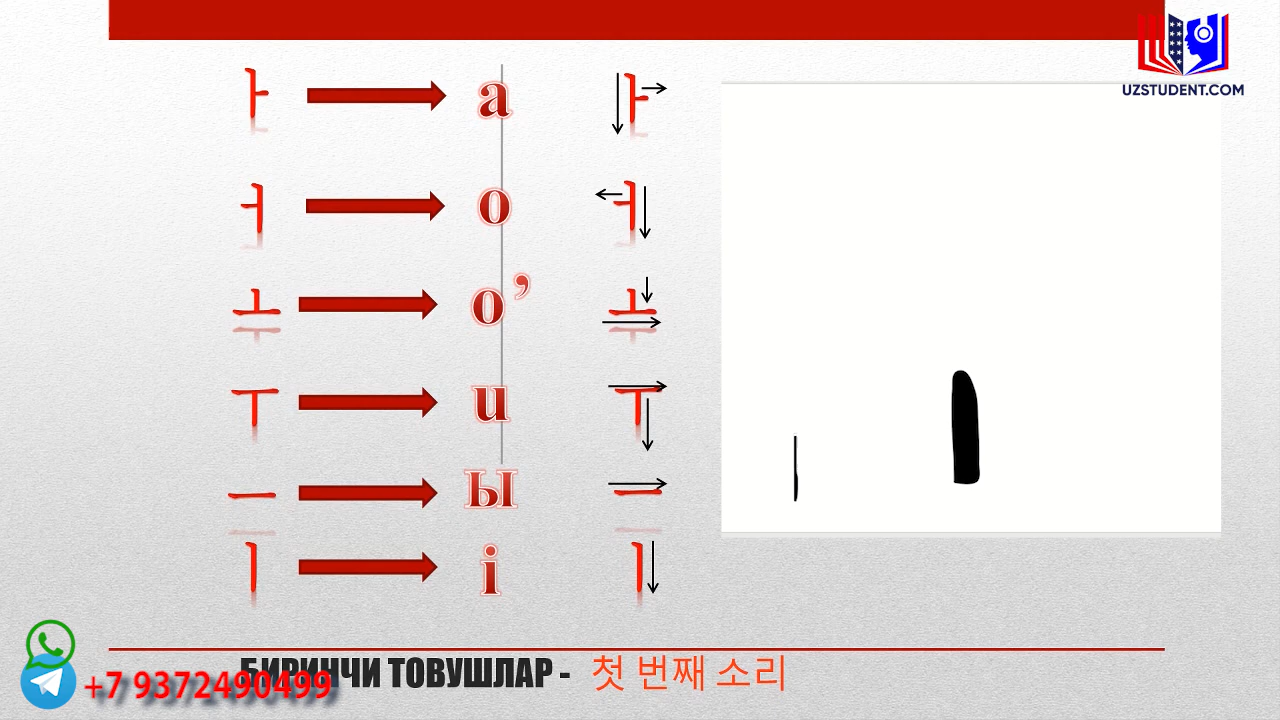 UZSTUDENT.COM
ㅏ a ㅏ
ㅓ o ㅓ
ㅗ o’ ㅗ
ㅜ u ㅜ
ㅡ ы ㅡ
ㅣ i ㅣ
БИРИНЧИ ТОВУШЛАР - 첫 번째 소리
+7 9372490499